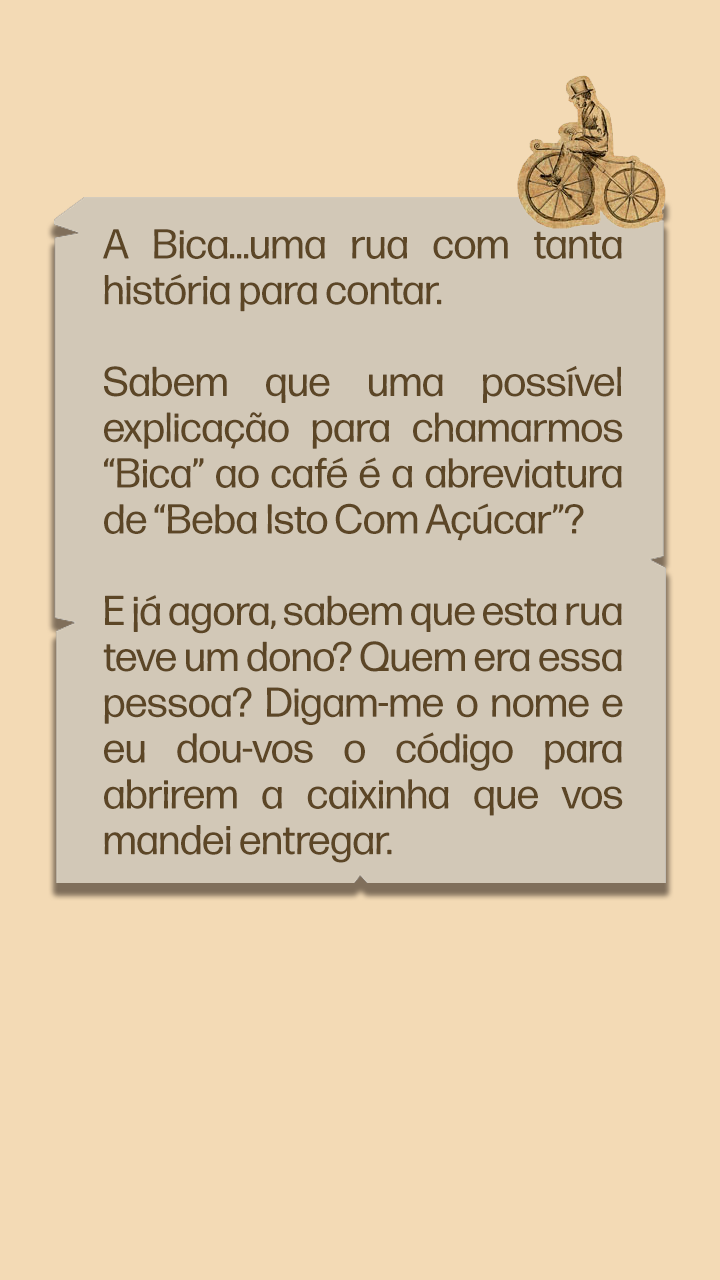 A Bica...uma rua com tanta
história para contar.
Sabem que uma possível
explicação para chamarmos
“Bica” ao café é a abreviatura
de “Beba Isto Com Açúcar”?
E já agora, sabem que esta rua
teve um dono? Quem era essa
pessoa? Digam-me o nome e
eu dou-vos o código para
abrirem a caixinha que vos
mandei entregar.